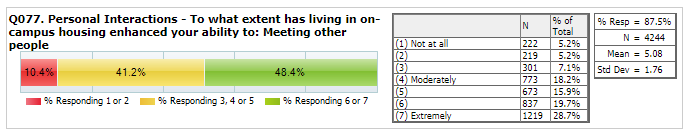 Q077. Personal Interactions - To what extent has living in on-
campus housing enhanced your ability to: Meeting other
people
10.4% 41.2% 48.4%
% Responding 1 or 2 % Responding 3, 4 or 5 % Responding 6 or 7
N % of Total
(1) Not at all 222 5.2%
(2) 219 5.2%
(3) 301 7.1%
(4) Moderately 773 18.2%
(5) 673 15.9%
(6) 837 19.7%
(7) Extremely 1219 28.7%
% Resp = 87.5%
N = 4244
Mean = 5.08
Std Dev = 1.76